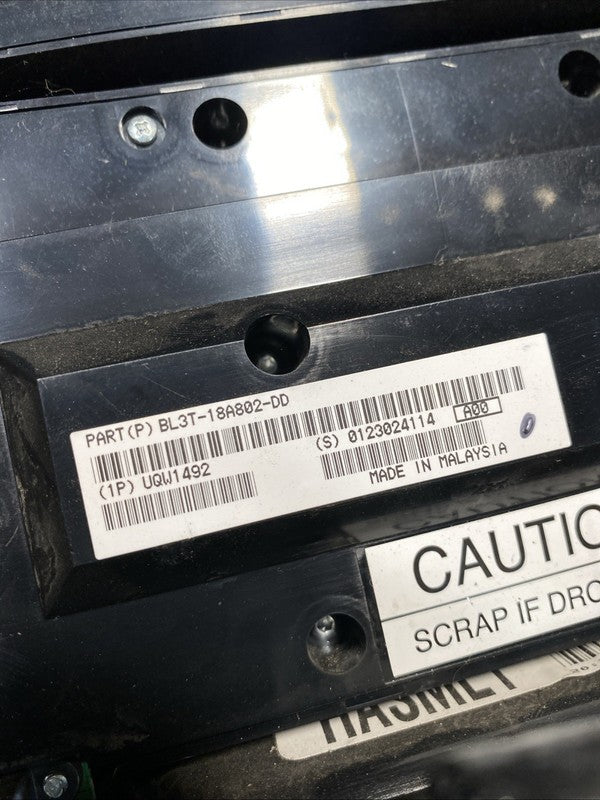 PART(P) BL3T-18A802-DD
(1P) UQW1492
(S) 0123024114 A00
MADE IN MALAYSIA
CAUTIO
SCRAP IF DRO